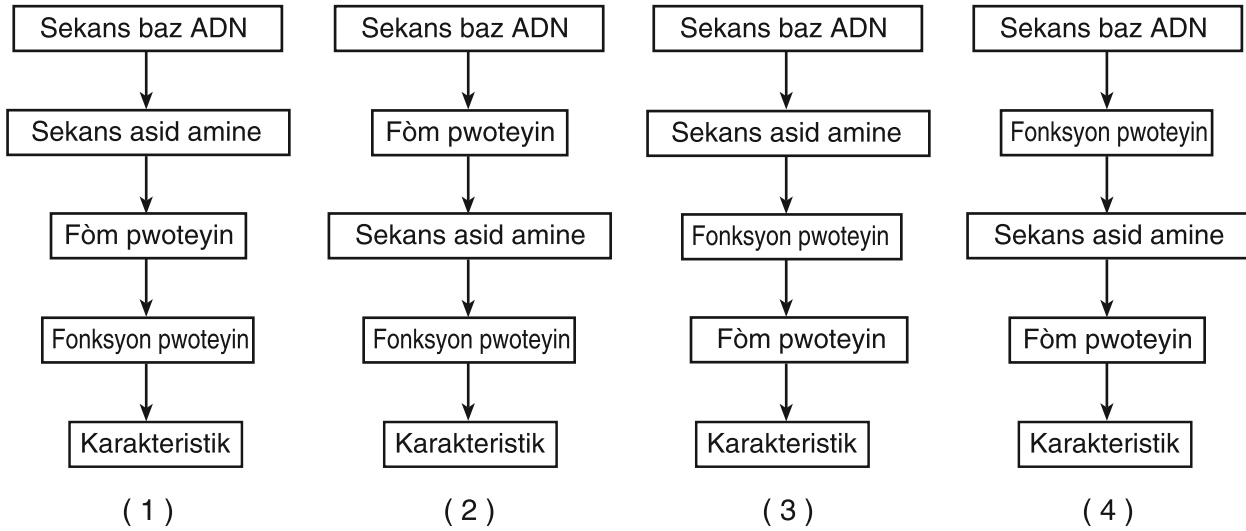 Sekans baz ADN
Sekans asid amine
Fòm pwoteyin
Fonksyon pwoteyin
Karakteristik
( 1 )
Sekans baz ADN
Fòm pwoteyin
Sekans asid amine
Fonksyon pwoteyin
Karakteristik
( 2 )
Sekans baz ADN
Sekans asid amine
Fonksyon pwoteyin
Fòm pwoteyin
Karakteristik
( 3 )
Sekans baz ADN
Fonksyon pwoteyin
Sekans asid amine
Fòm pwoteyin
Karakteristik
( 4 )